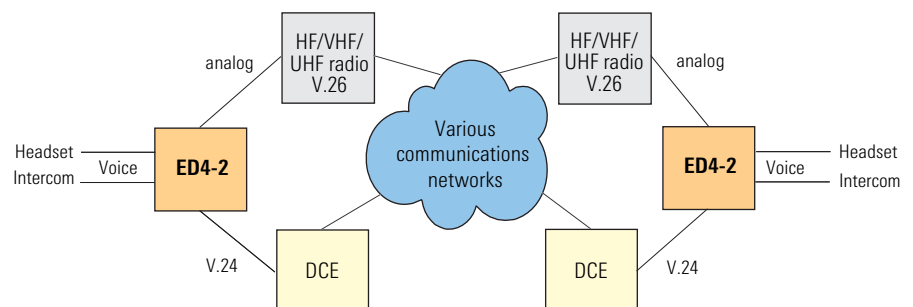 HF/VHF/
UHF radio
V.26
HF/VHF/
UHF radio
V.26
analog
analog
Various
communications
networks
Headset
Voice
Intercom
ED4-2
ED4-2
Headset
Voice
Intercom
V.24
DCE
DCE
V.24